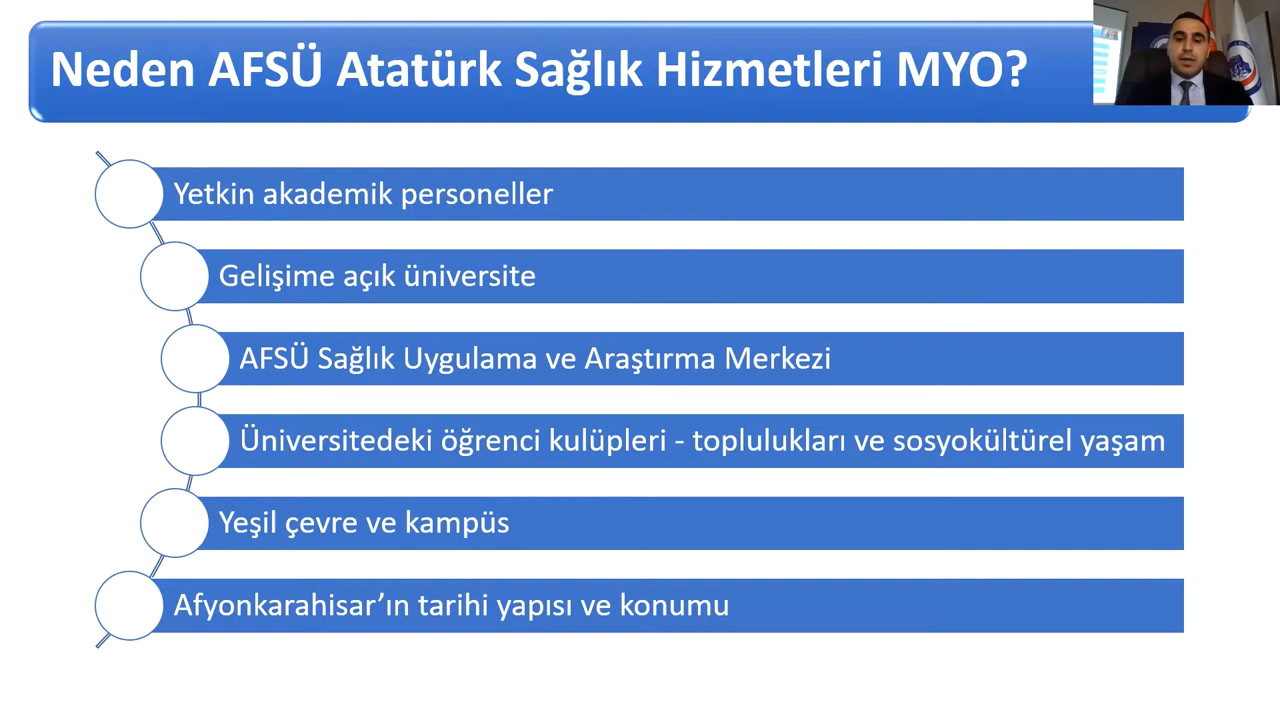 Neden AFSÜ Atatürk Sağlık Hizmetleri MYO?
Yetkin akademik personeller
Gelişime açık üniversite
AFSÜ Sağlık Uygulama ve Araştırma Merkezi
Üniversitedeki öğrenci kulüpleri - toplulukları ve sosyokültürel yaşam
Yeşil çevre ve kampüs
Afyonkarahisar’ın tarihi yapısı ve konumu